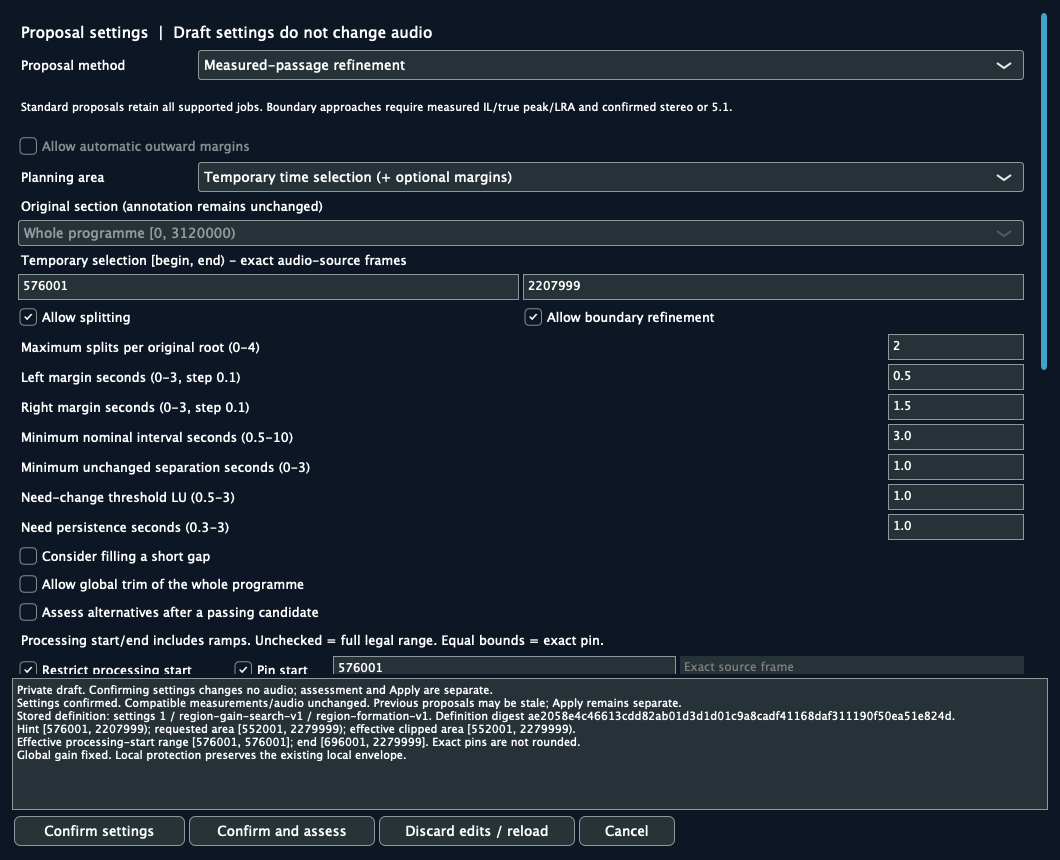 Proposal settings | Draft settings do not change audio
Proposal method
Measured-passage refinement
Standard proposals retain all supported jobs. Boundary approaches require measured IL/true peak/LRA and confirmed stereo or 5.1.
Allow automatic outward margins
Planning area
Temporary time selection (+ optional margins)
Original section (annotation remains unchanged)
Whole programme [0, 3120000)
Temporary selection [begin, end) - exact audio-source frames
576001
2207999
Allow splitting
Allow boundary refinement
Maximum splits per original root (0-4)
2
Left margin seconds (0-3, step 0.1)
0.5
Right margin seconds (0-3, step 0.1)
1.5
Minimum nominal interval seconds (0.5-10)
3.0
Minimum unchanged separation seconds (0-3)
1.0
Need-change threshold LU (0.5-3)
1.0
Need persistence seconds (0.3-3)
1.0
Consider filling a short gap
Allow global trim of the whole programme
Assess alternatives after a passing candidate
Processing start/end includes ramps. Unchecked = full legal range. Equal bounds = exact pin.
Restrict processing start
Pin start
576001
Exact source frame
Private draft. Confirming settings changes no audio; assessment and Apply are separate.
Settings confirmed. Compatible measurements/audio unchanged. Previous proposals may be stale; Apply remains separate.
Stored definition: settings 1 / region-gain-search-v1 / region-formation-v1. Definition digest ae2058e4c46613cdd82ab01d3d1d01c9a8cadf41168daf311190f50ea51e824d.
Hint [576001, 2207999); requested area [552001, 2279999); effective clipped area [552001, 2279999).
Effective processing-start range [576001, 576001]; end [696001, 2279999]. Exact pins are not rounded.
Global gain fixed. Local protection preserves the existing local envelope.
Confirm settings
Confirm and assess
Discard edits / reload
Cancel